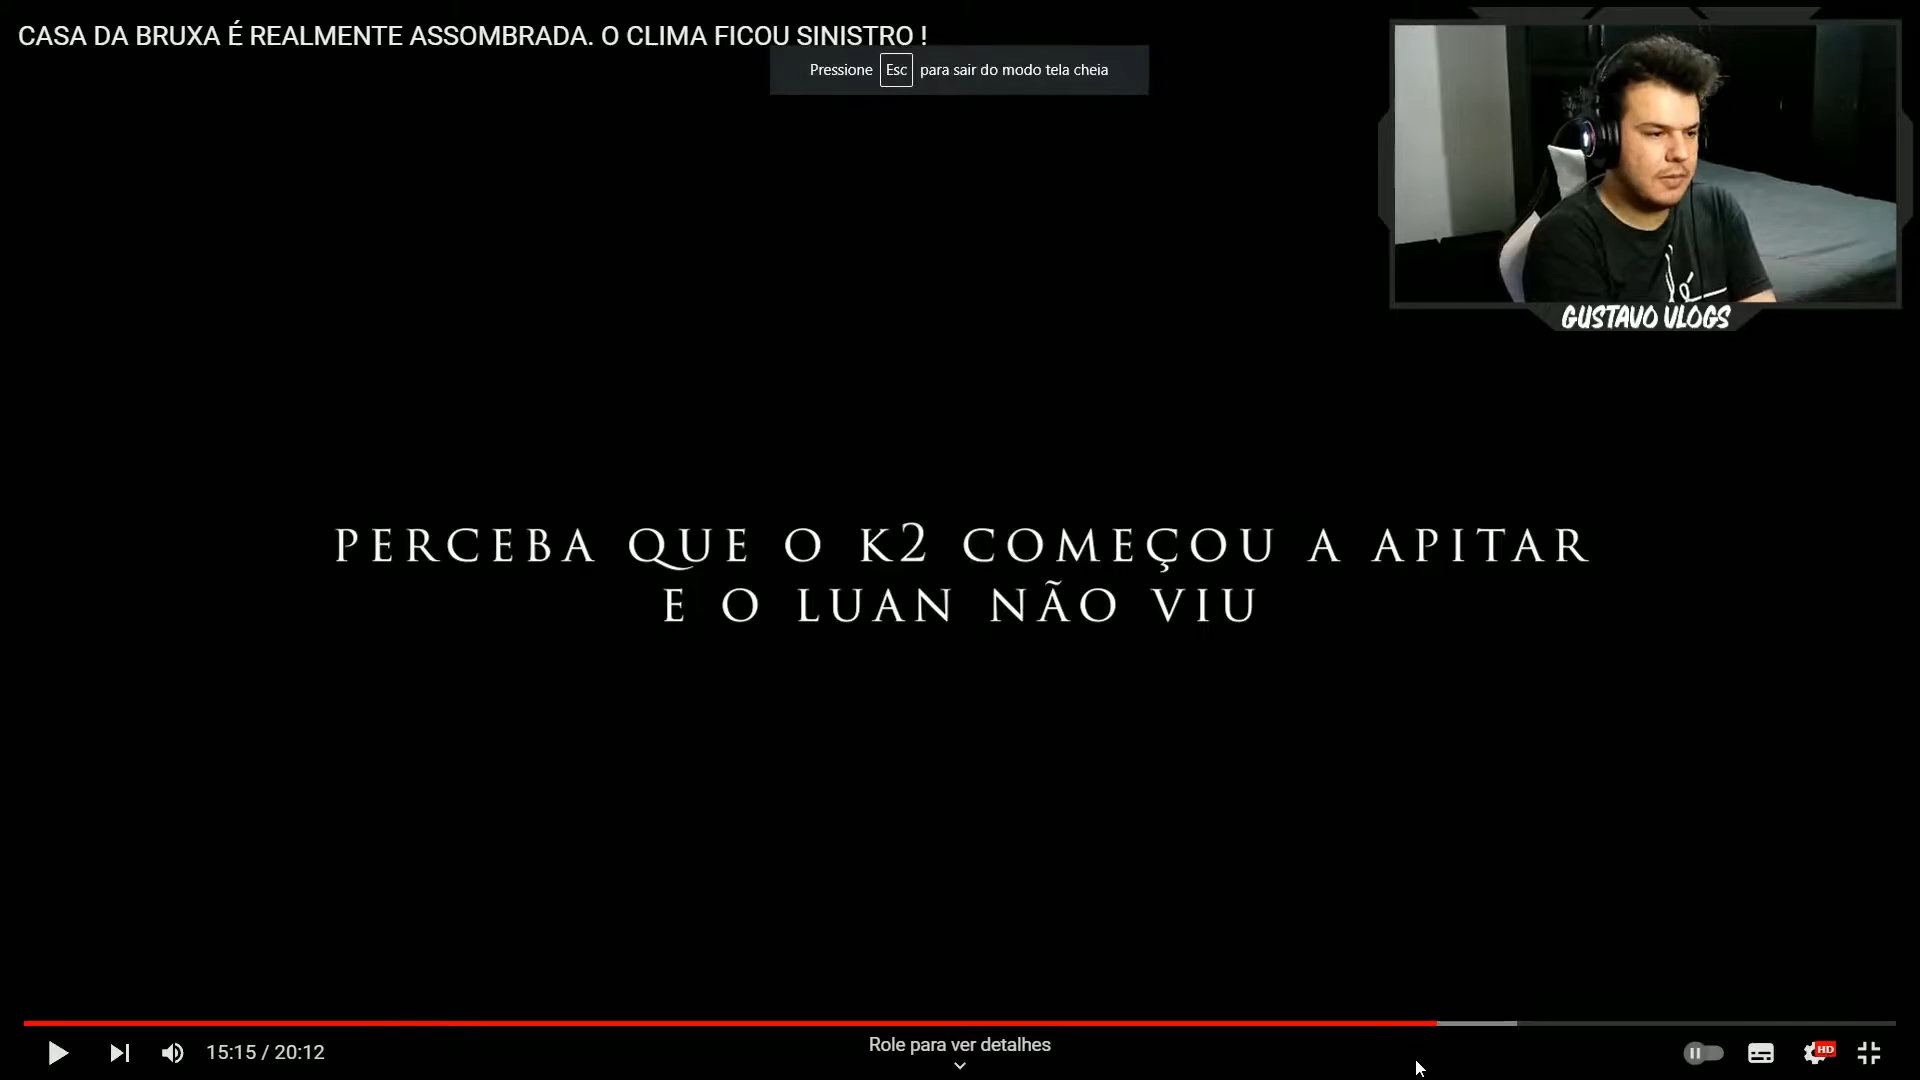 CASA DA BRUXA É REALMENTE ASSOMBRADA. O CLIMA FICOU SINISTRO !
Pressione Esc para sair do modo tela cheia
GUSTAVO VLOGS
PERCEBA QUE O K2 COMEÇOU A APITAR
E O LUAN NÃO VIU
Role para ver detalhes
15:15 / 20:12
HD